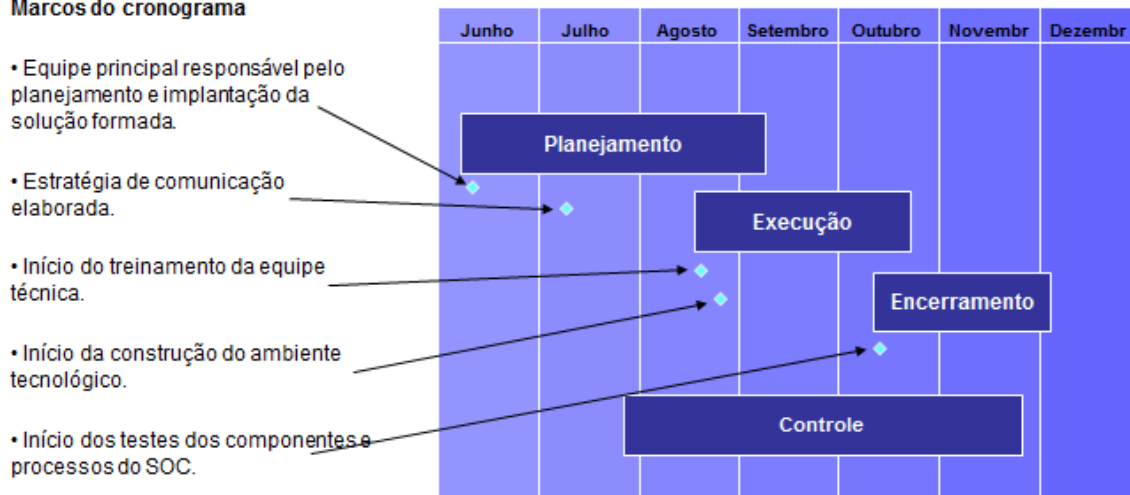 Marcos do cronograma
Junho Julho Agosto Setembro Outubro Novembr Dezembr
• Equipe principal responsável pelo
planejamento e implantação da
solução formada.
• Estratégia de comunicação
elaborada.
• Início do treinamento da equipe
técnica.
• Início da construção do ambiente
tecnológico.
• Início dos testes dos componentes e
processos do SOC.
Planejamento
Execução
Encerramento
Controle